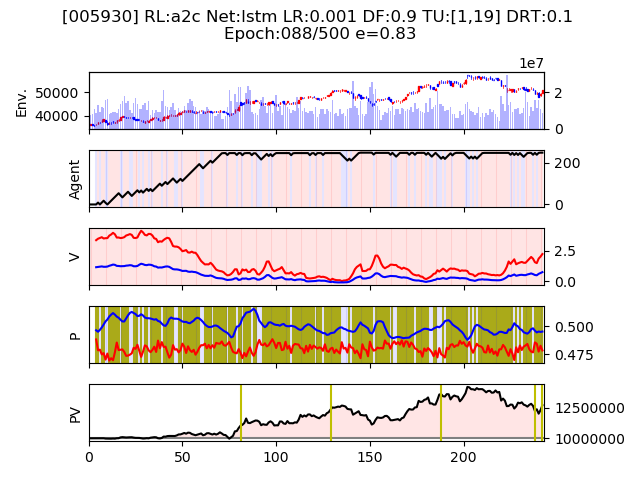 [005930] RL:a2c Net:lstm LR:0.001 DF:0.9 TU:[1,19] DRT:0.1
Epoch:088/500 e=0.83
1e7
Env.
50000
40000
2
0
Agent
200
0
V
2.5
0.0
P
0.500
0.475
PV
12500000
10000000
0
50
100
150
200